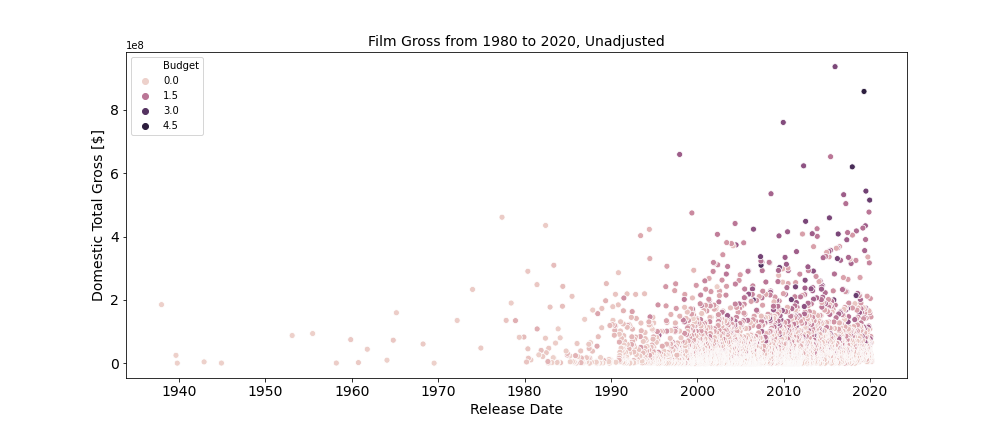 Film Gross from 1980 to 2020, Unadjusted
1e8
Budget
0.0
1.5
3.0
4.5
8
6
4
2
0
Domestic Total Gross [$]
1940 1950 1960 1970 1980 1990 2000 2010 2020
Release Date